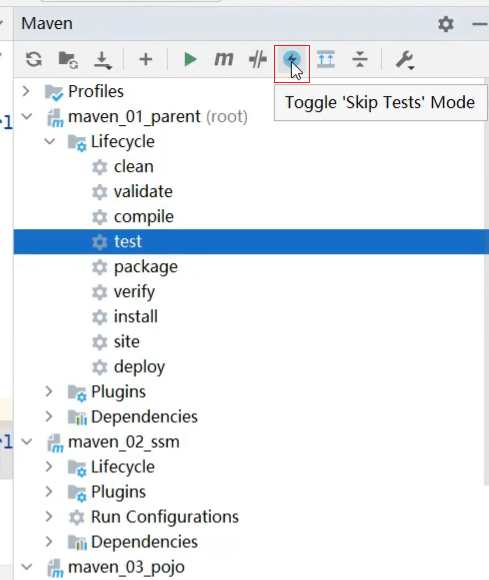 Maven
Profiles
Toggle 'Skip Tests' Mode
maven_01_parent (root)
Lifecycle
clean
validate
compile
test
package
verify
install
site
deploy
Plugins
Dependencies
maven_02_ssm
Lifecycle
Plugins
Run Configurations
Dependencies
maven_03_pojo